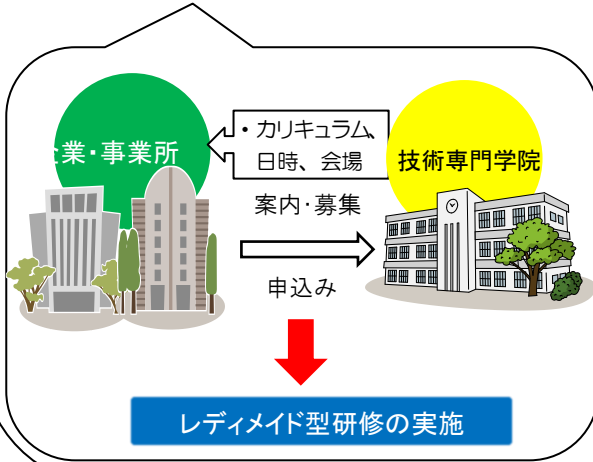 ・カリキュラム、
日時、会場
業・事業所
技術専門学院
案内・募集
申込み
レディメイド型研修の実施